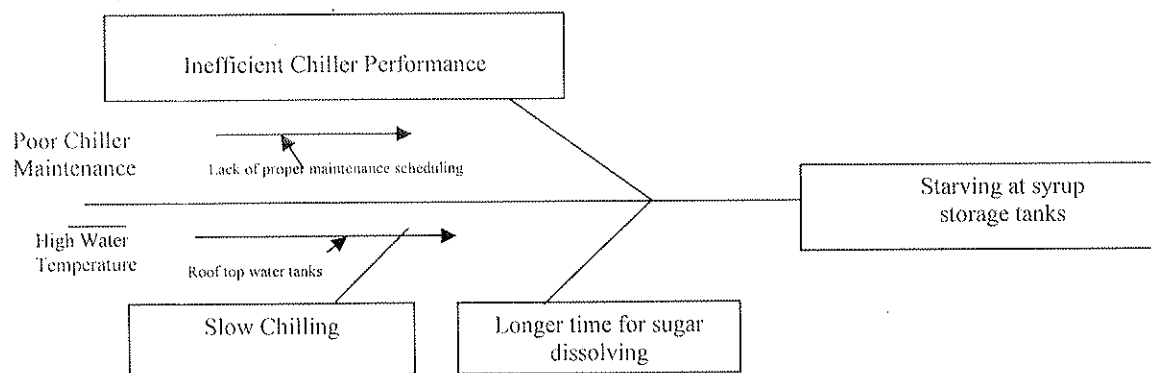 Inefficient Chiller Performance
Poor Chiller
Maintenance
Lack of proper maintenance scheduling
Starving at syrup
storage tanks
High Water
Temperature
Roof top water tanks
Slow Chilling
Longer time for sugar
dissolving